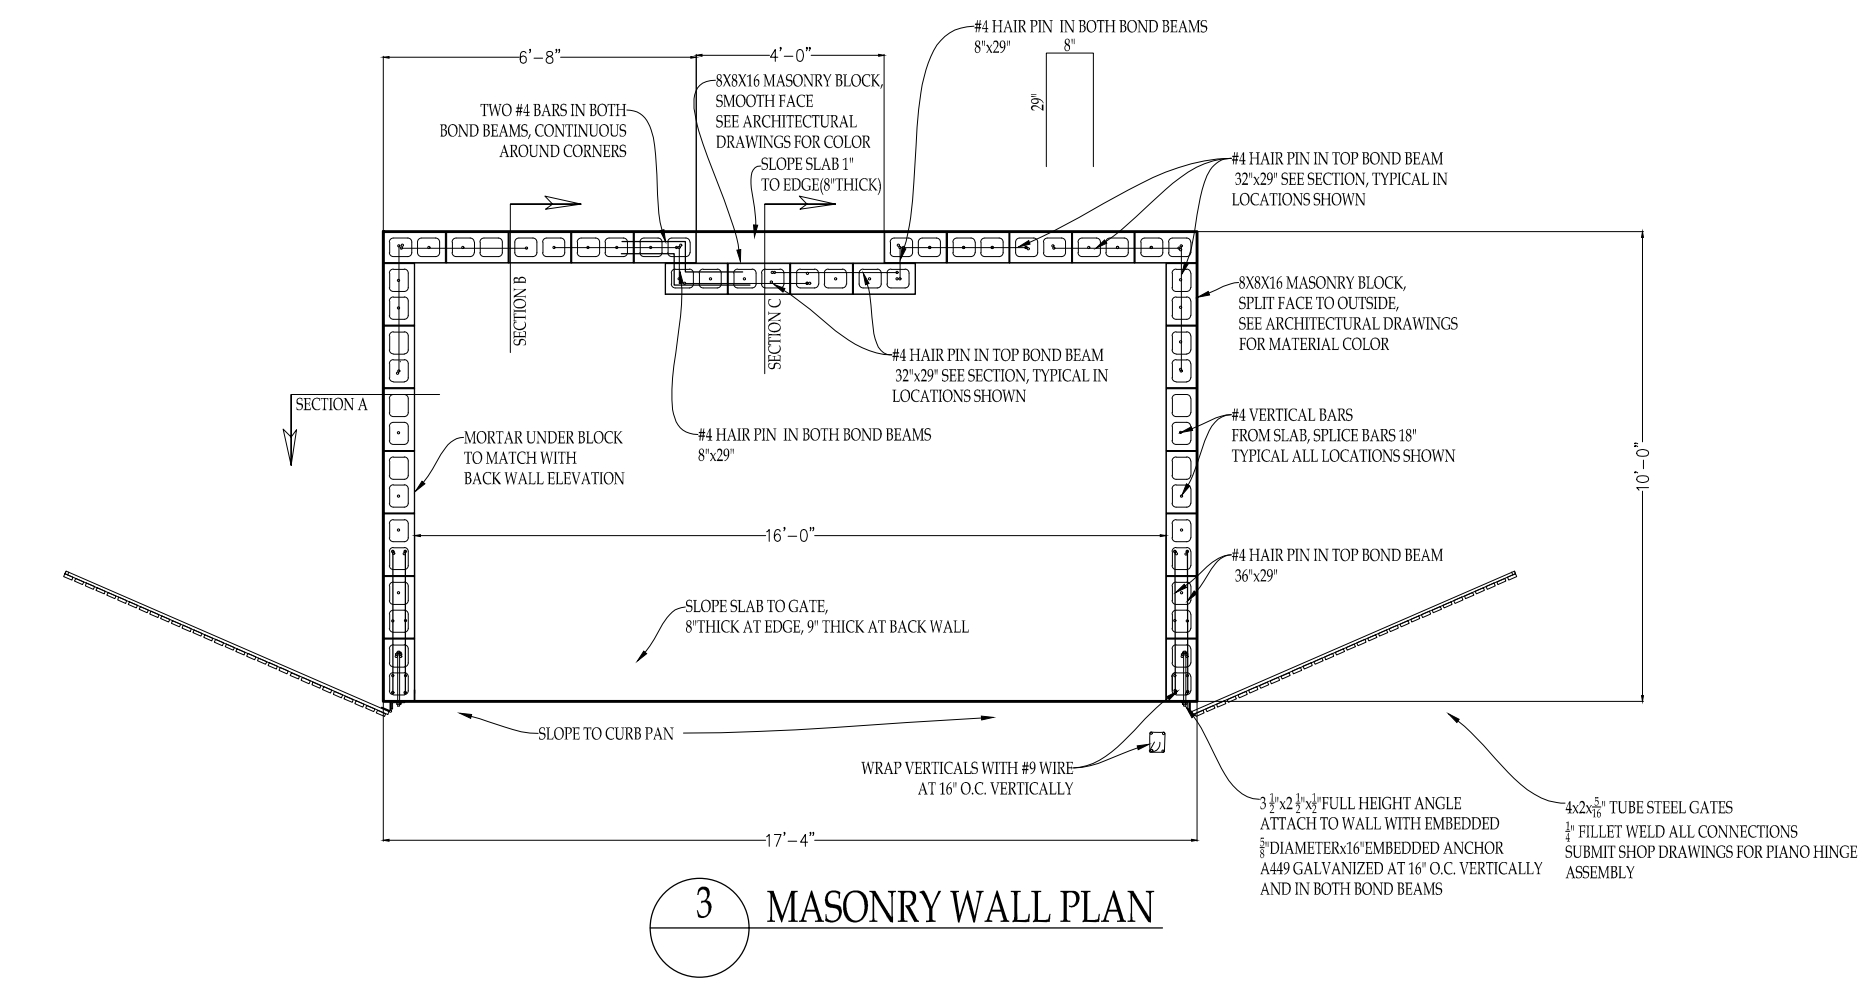 #4 HAIR PIN IN BOTH BOND BEAMS
8"x29"
8"
29"
6'-8"
4'-0"
8X8X16 MASONRY BLOCK,
SMOOTH FACE
SEE ARCHITECTURAL
DRAWINGS FOR COLOR
SLOPE SLAB 1"
TO EDGE(8"THICK)
TWO #4 BARS IN BOTH
BOND BEAMS, CONTINUOUS
AROUND CORNERS
#4 HAIR PIN IN TOP BOND BEAM
32"x29" SEE SECTION, TYPICAL IN
LOCATIONS SHOWN
SECTION B
SECTION C
8X8X16 MASONRY BLOCK,
SPLIT FACE TO OUTSIDE,
SEE ARCHITECTURAL DRAWINGS
FOR MATERIAL COLOR
#4 HAIR PIN IN TOP BOND BEAM
32"x29" SEE SECTION, TYPICAL IN
LOCATIONS SHOWN
SECTION A
#4 HAIR PIN IN BOTH BOND BEAMS
8"x29"
MORTAR UNDER BLOCK
TO MATCH WITH
BACK WALL ELEVATION
#4 VERTICAL BARS
FROM SLAB, SPLICE BARS 18"
TYPICAL ALL LOCATIONS SHOWN
10'-0"
16'-0"
#4 HAIR PIN IN TOP BOND BEAM
36"x29"
SLOPE SLAB TO GATE,
8"THICK AT EDGE, 9" THICK AT BACK WALL
SLOPE TO CURB PAN
WRAP VERTICALS WITH #9 WIRE
AT 16" O.C. VERTICALLY
3 1/2"x2 1/2"x1/2"FULL HEIGHT ANGLE
ATTACH TO WALL WITH EMBEDDED
5/8"DIAMETERx16"EMBEDDED ANCHOR
A449 GALVANIZED AT 16" O.C. VERTICALLY
AND IN BOTH BOND BEAMS
4x2x5/16" TUBE STEEL GATES
1/4" FILLET WELD ALL CONNECTIONS
SUBMIT SHOP DRAWINGS FOR PIANO HINGE
ASSEMBLY
17'-4"
3 MASONRY WALL PLAN